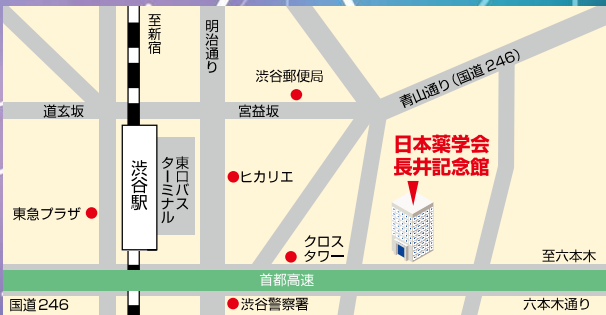 至新宿
明治通り
渋谷郵便局
青山通り(国道246)
道玄坂
宮益坂
日本薬学会
長井記念館
渋谷駅
東口バス
ターミナル
ヒカリエ
東急プラザ
クロス
タワー
至六本木
首都高速
国道246
渋谷警察署
六本木通り